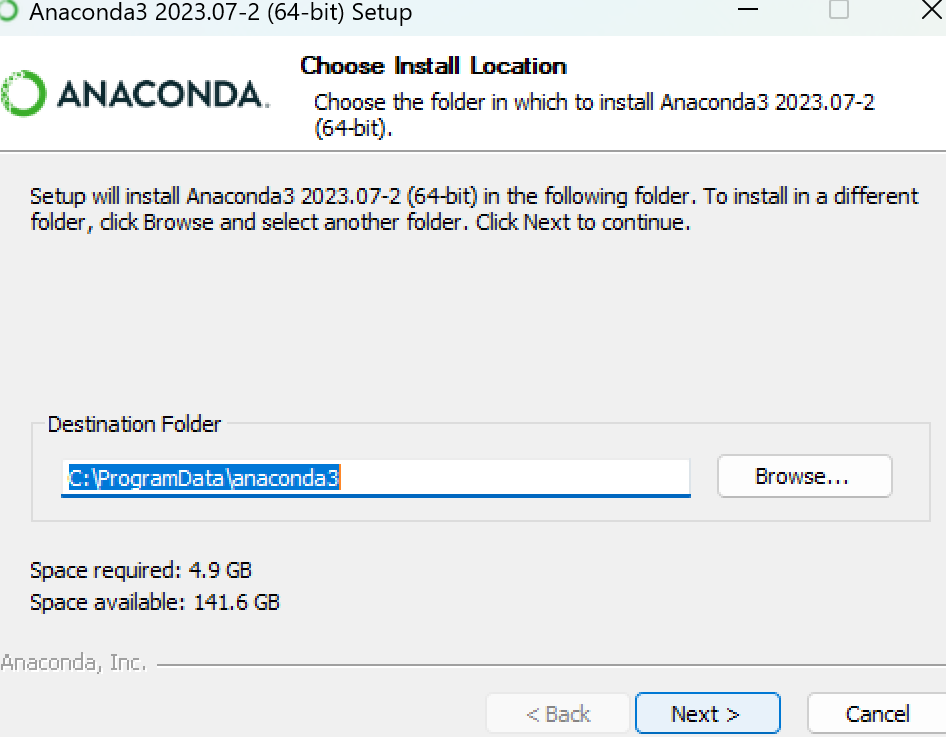 Anaconda3 2023.07-2 (64-bit) Setup
ANACONDA.
Choose Install Location
Choose the folder in which to install Anaconda3 2023.07-2
(64-bit).
Setup will install Anaconda3 2023.07-2 (64-bit) in the following folder. To install in a different
folder, click Browse and select another folder. Click Next to continue.
Destination Folder
C:\ProgramData\anaconda3
Browse...
Space required: 4.9 GB
Space available: 141.6 GB
Anaconda, Inc.
< Back
Next >
Cancel